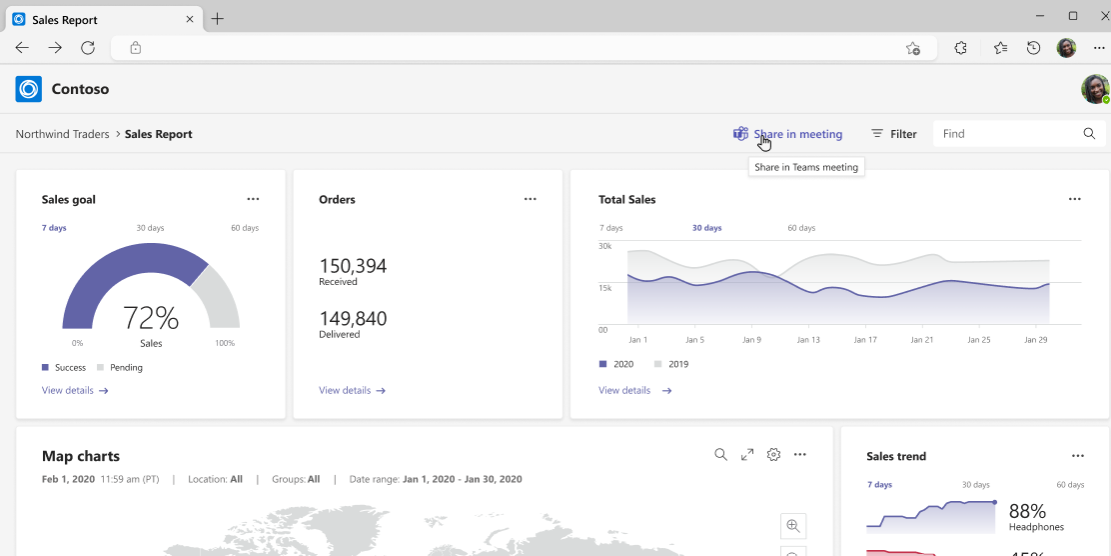 Sales Report
Contoso
Northwind Traders > Sales Report
Share in meeting
Filter
Find
Share in Teams meeting
Sales goal
7 days 30 days 60 days
72%
0% Sales 100%
Success Pending
View details →
Orders
150,394
Received
149,840
Delivered
View details →
Total Sales
7 days 30 days 60 days
30k
15k
00
Jan 1 Jan 5 Jan 9 Jan 13 Jan 17 Jan 21 Jan 25 Jan 29
2020 2019
View details →
Map charts
Feb 1, 2020 11:59 am (PT) | Location: All | Groups: All | Date range: Jan 1, 2020 - Jan 30, 2020
Sales trend
7 days 30 days 60 days
88%
Headphones